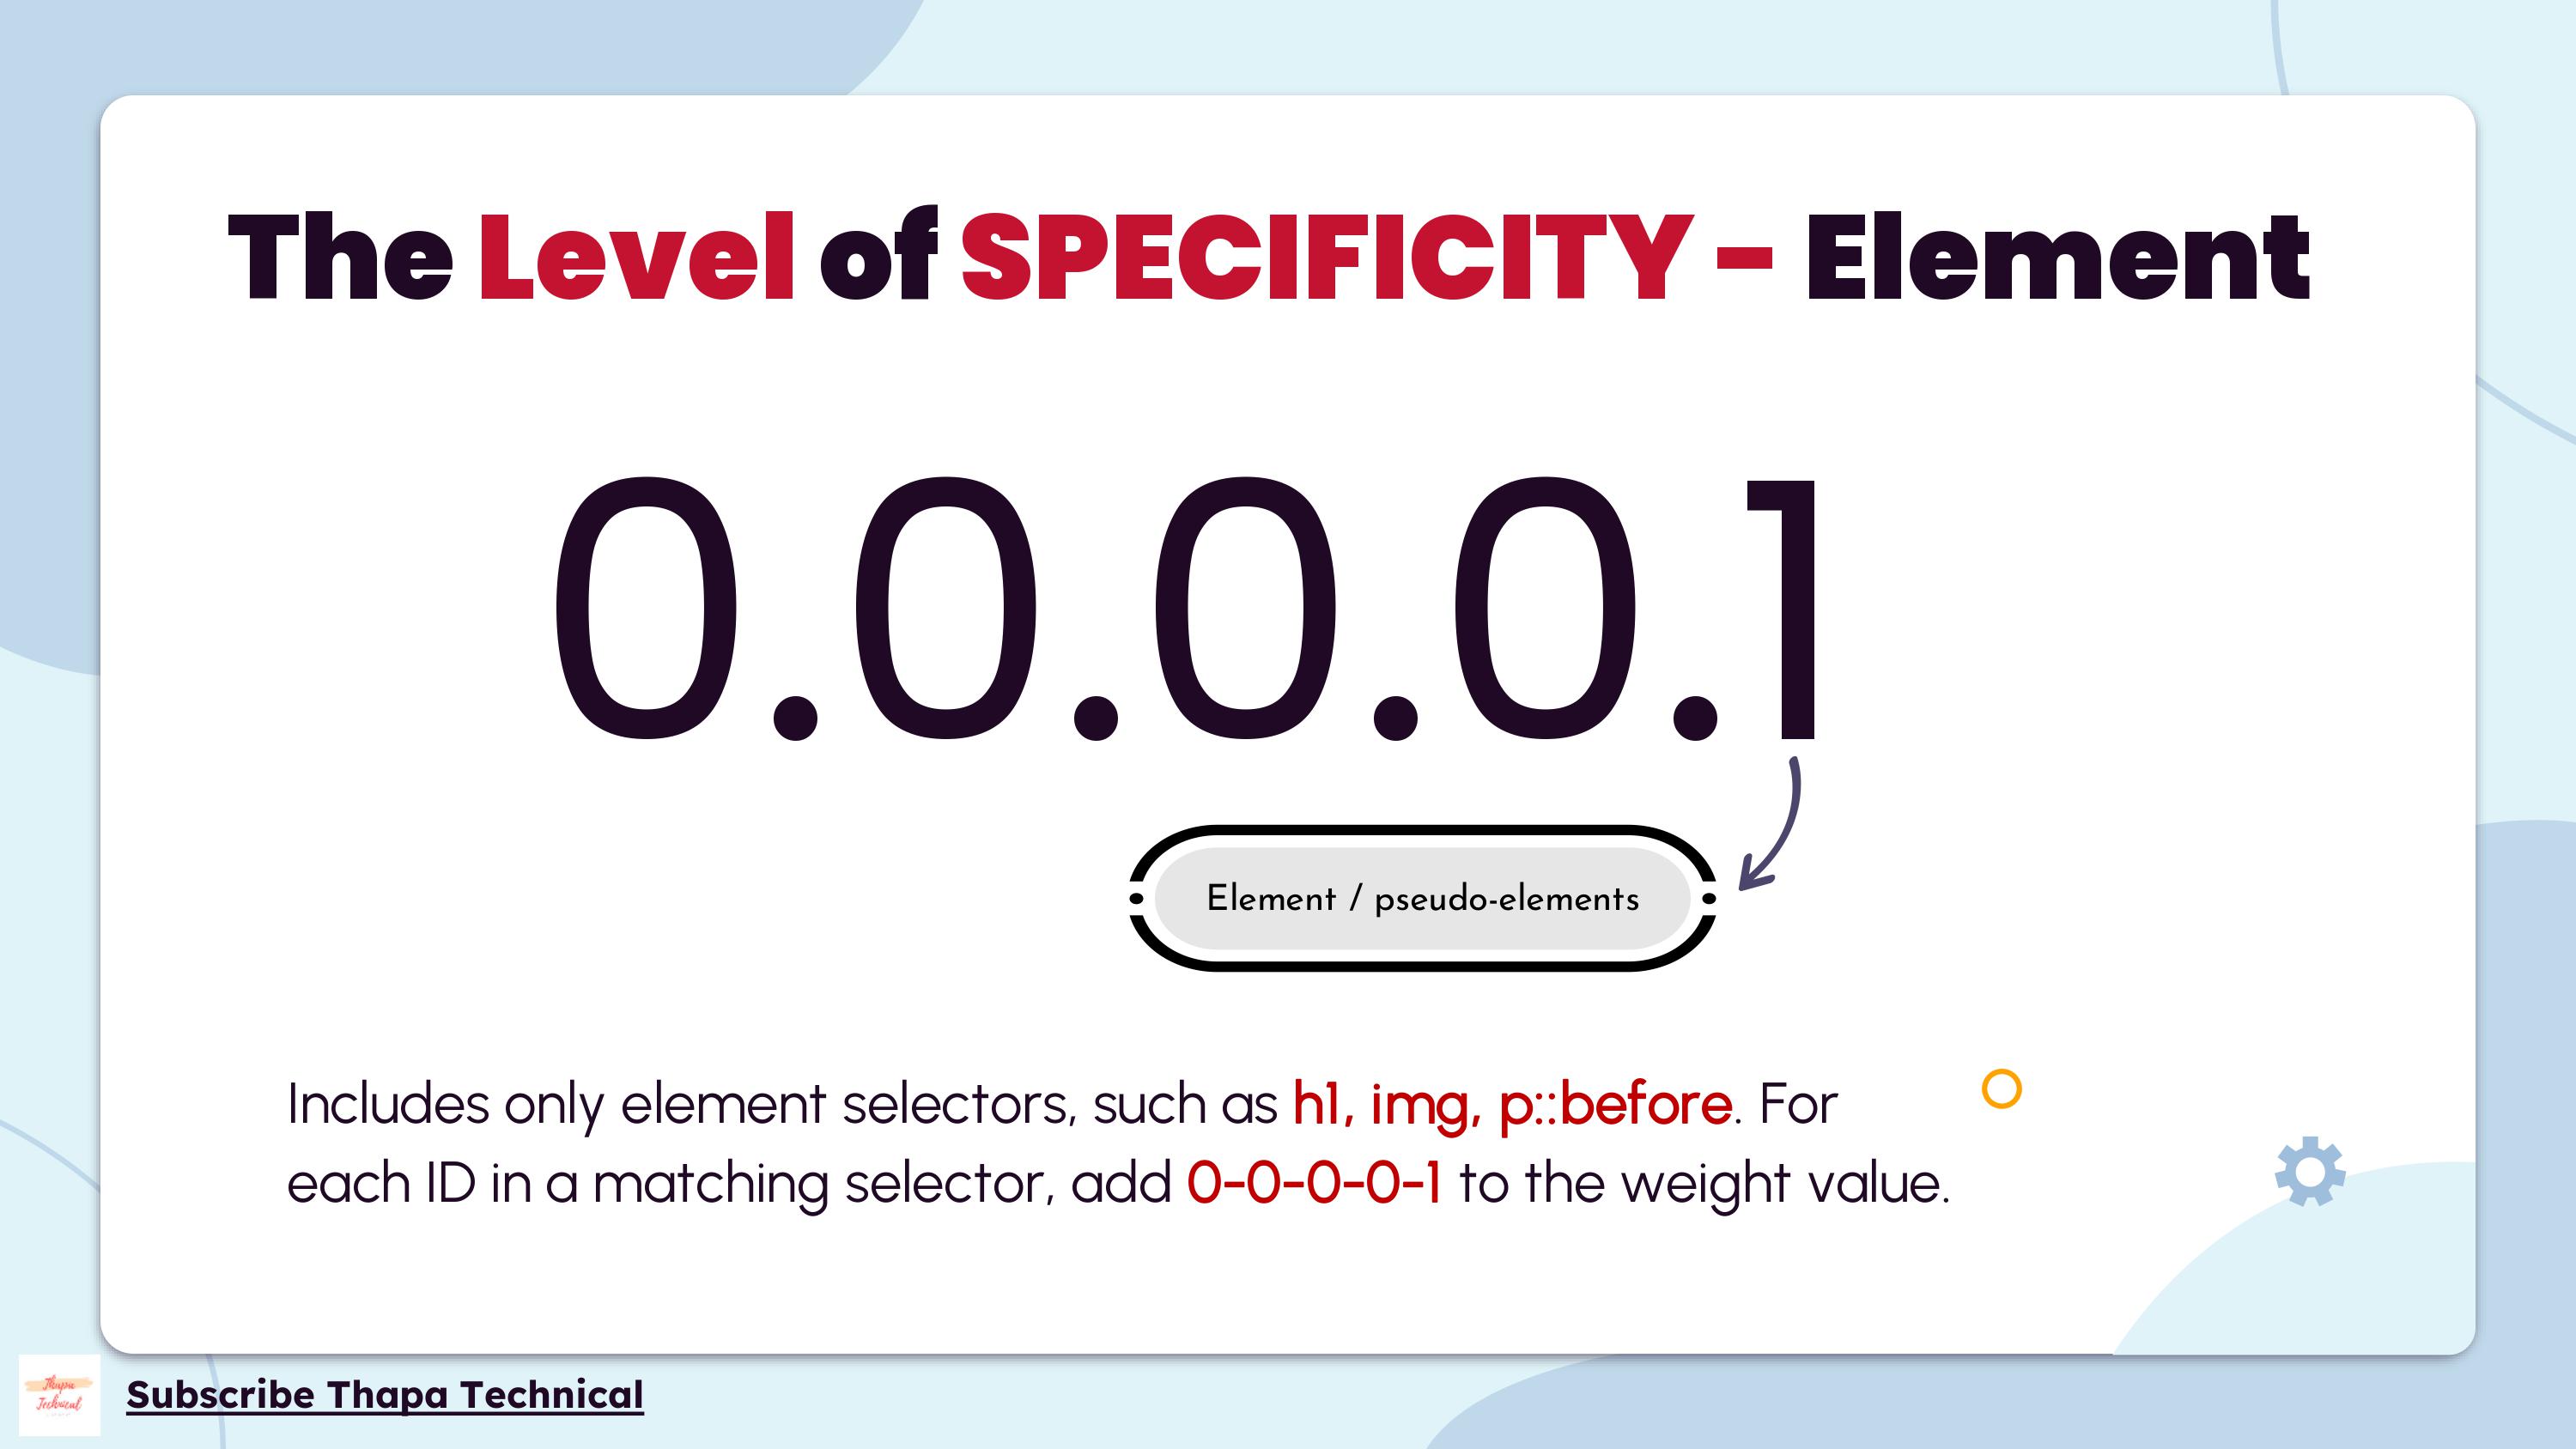 The Level of SPECIFICITY - Element
0.0.0.0.1
Element / pseudo-elements
Includes only element selectors, such as h1, img, p::before. For
each ID in a matching selector, add 0-0-0-0-1 to the weight value.
Thapa
Technical
Subscribe Thapa Technical